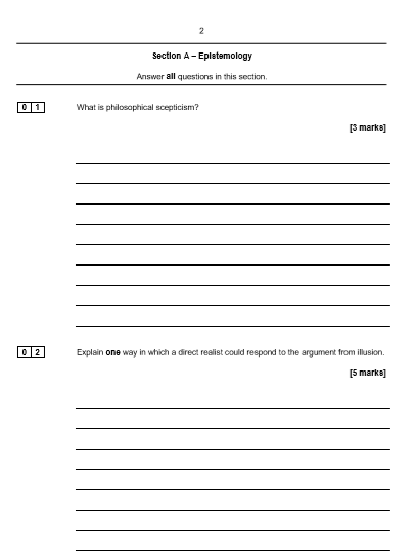 2
Section A – Epistemology
Answer all questions in this section.
0 1 What is philosophical scepticism?
[3 marks]
0 2 Explain one way in which a direct realist could respond to the argument from illusion.
[5 marks]